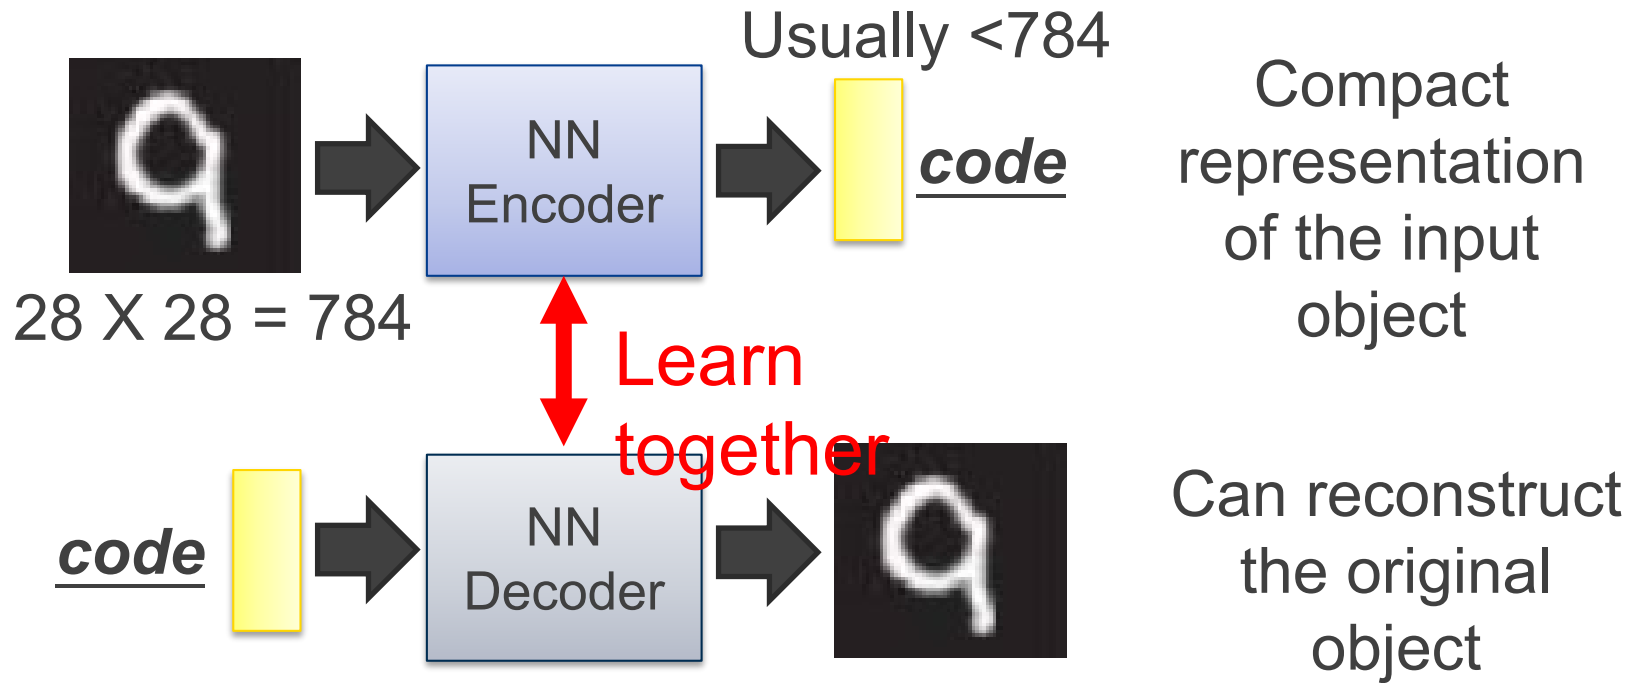 Usually <784
NN
Encoder
code
Compact
representation
of the input
object
28 X 28 = 784
Learn
together
code
NN
Decoder
Can reconstruct
the original
object